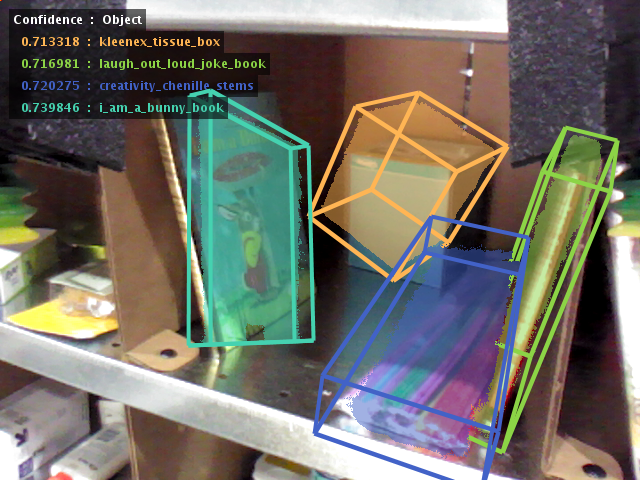 Confidence : Object
0.713318 : kleenex_tissue_box
0.716981 : laugh_out_loud_joke_book
0.720275 : creativity_chenille_stems
0.739846 : i_am_a_bunny_book